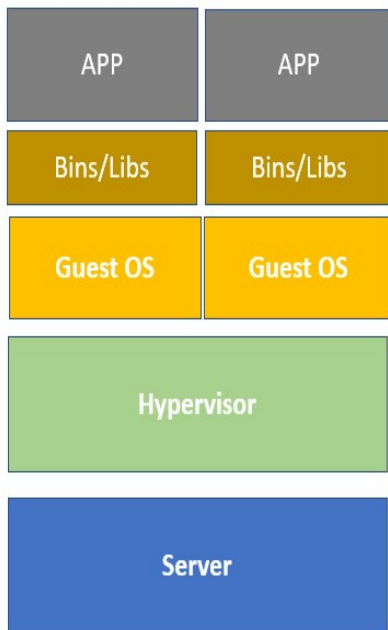 APP APP
Bins/Libs Bins/Libs
Guest OS Guest OS
Hypervisor
Server